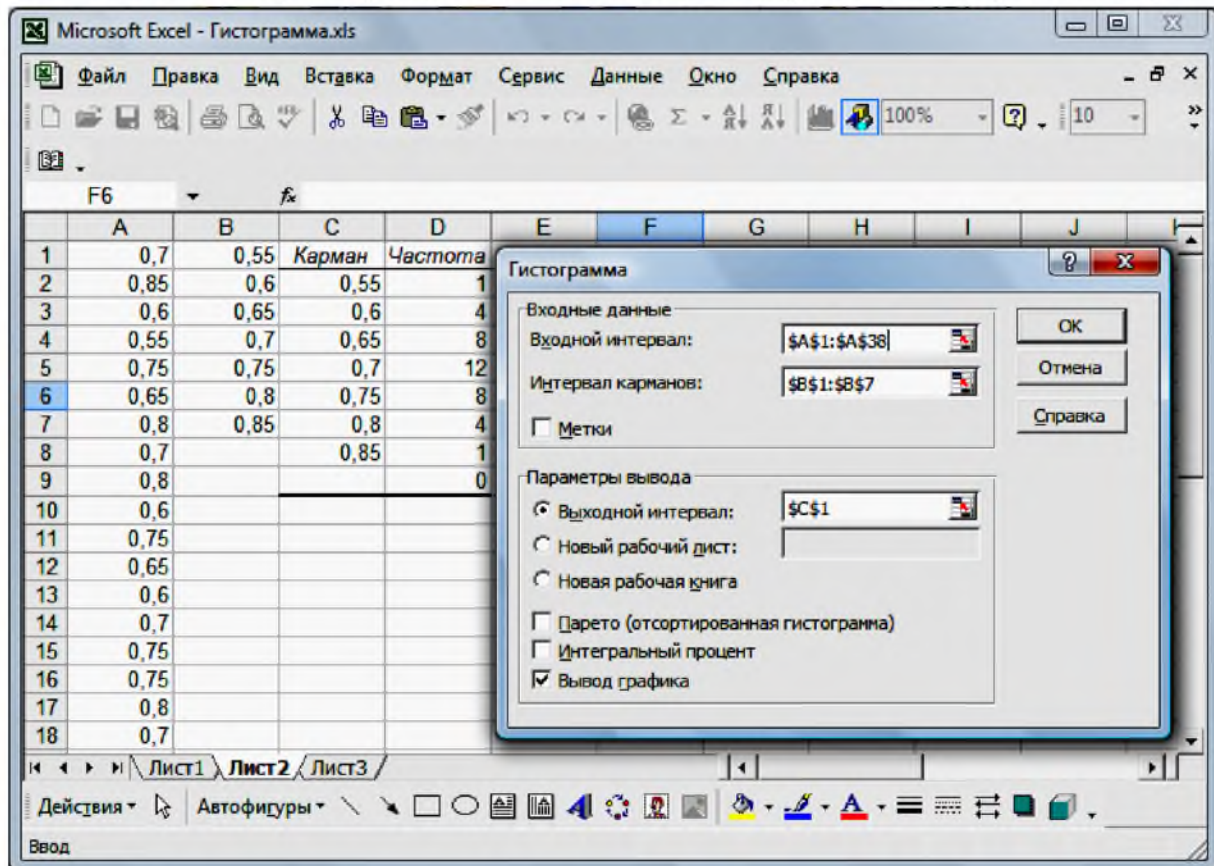 Microsoft Excel - Гистограмма.xls
Файл Правка Вид Вставка Формат Сервис Данные Окно Справка
100% 10
F6 fx
A B C D E F G H I J
1 0,7 0,55 Карман Частота
2 0,85 0,6 0,55 1
3 0,6 0,65 0,6 4
4 0,55 0,7 0,65 8
5 0,75 0,75 0,7 12
6 0,65 0,8 0,75 8
7 0,8 0,85 0,8 4
8 0,7 0,85 1
9 0,8 0
10 0,6
11 0,75
12 0,65
13 0,6
14 0,7
15 0,75
16 0,75
17 0,8
18 0,7
Гистограмма
Входные данные
Входной интервал: $A$1:$A$38
Интервал карманов: $B$1:$B$7
Метки
OK
Отмена
Справка
Параметры вывода
Выходной интервал: $C$1
Новый рабочий лист:
Новая рабочая книга
Парето (отсортированная гистограмма)
Интегральный процент
Вывод графика
Лист1 Лист2 Лист3
Действия Автофигуры
Ввод